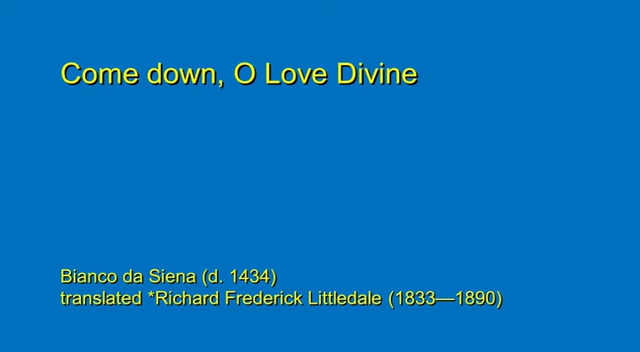 Come down, O Love Divine
Bianco da Siena (d. 1434)
translated *Richard Frederick Littledale (1833—1890)